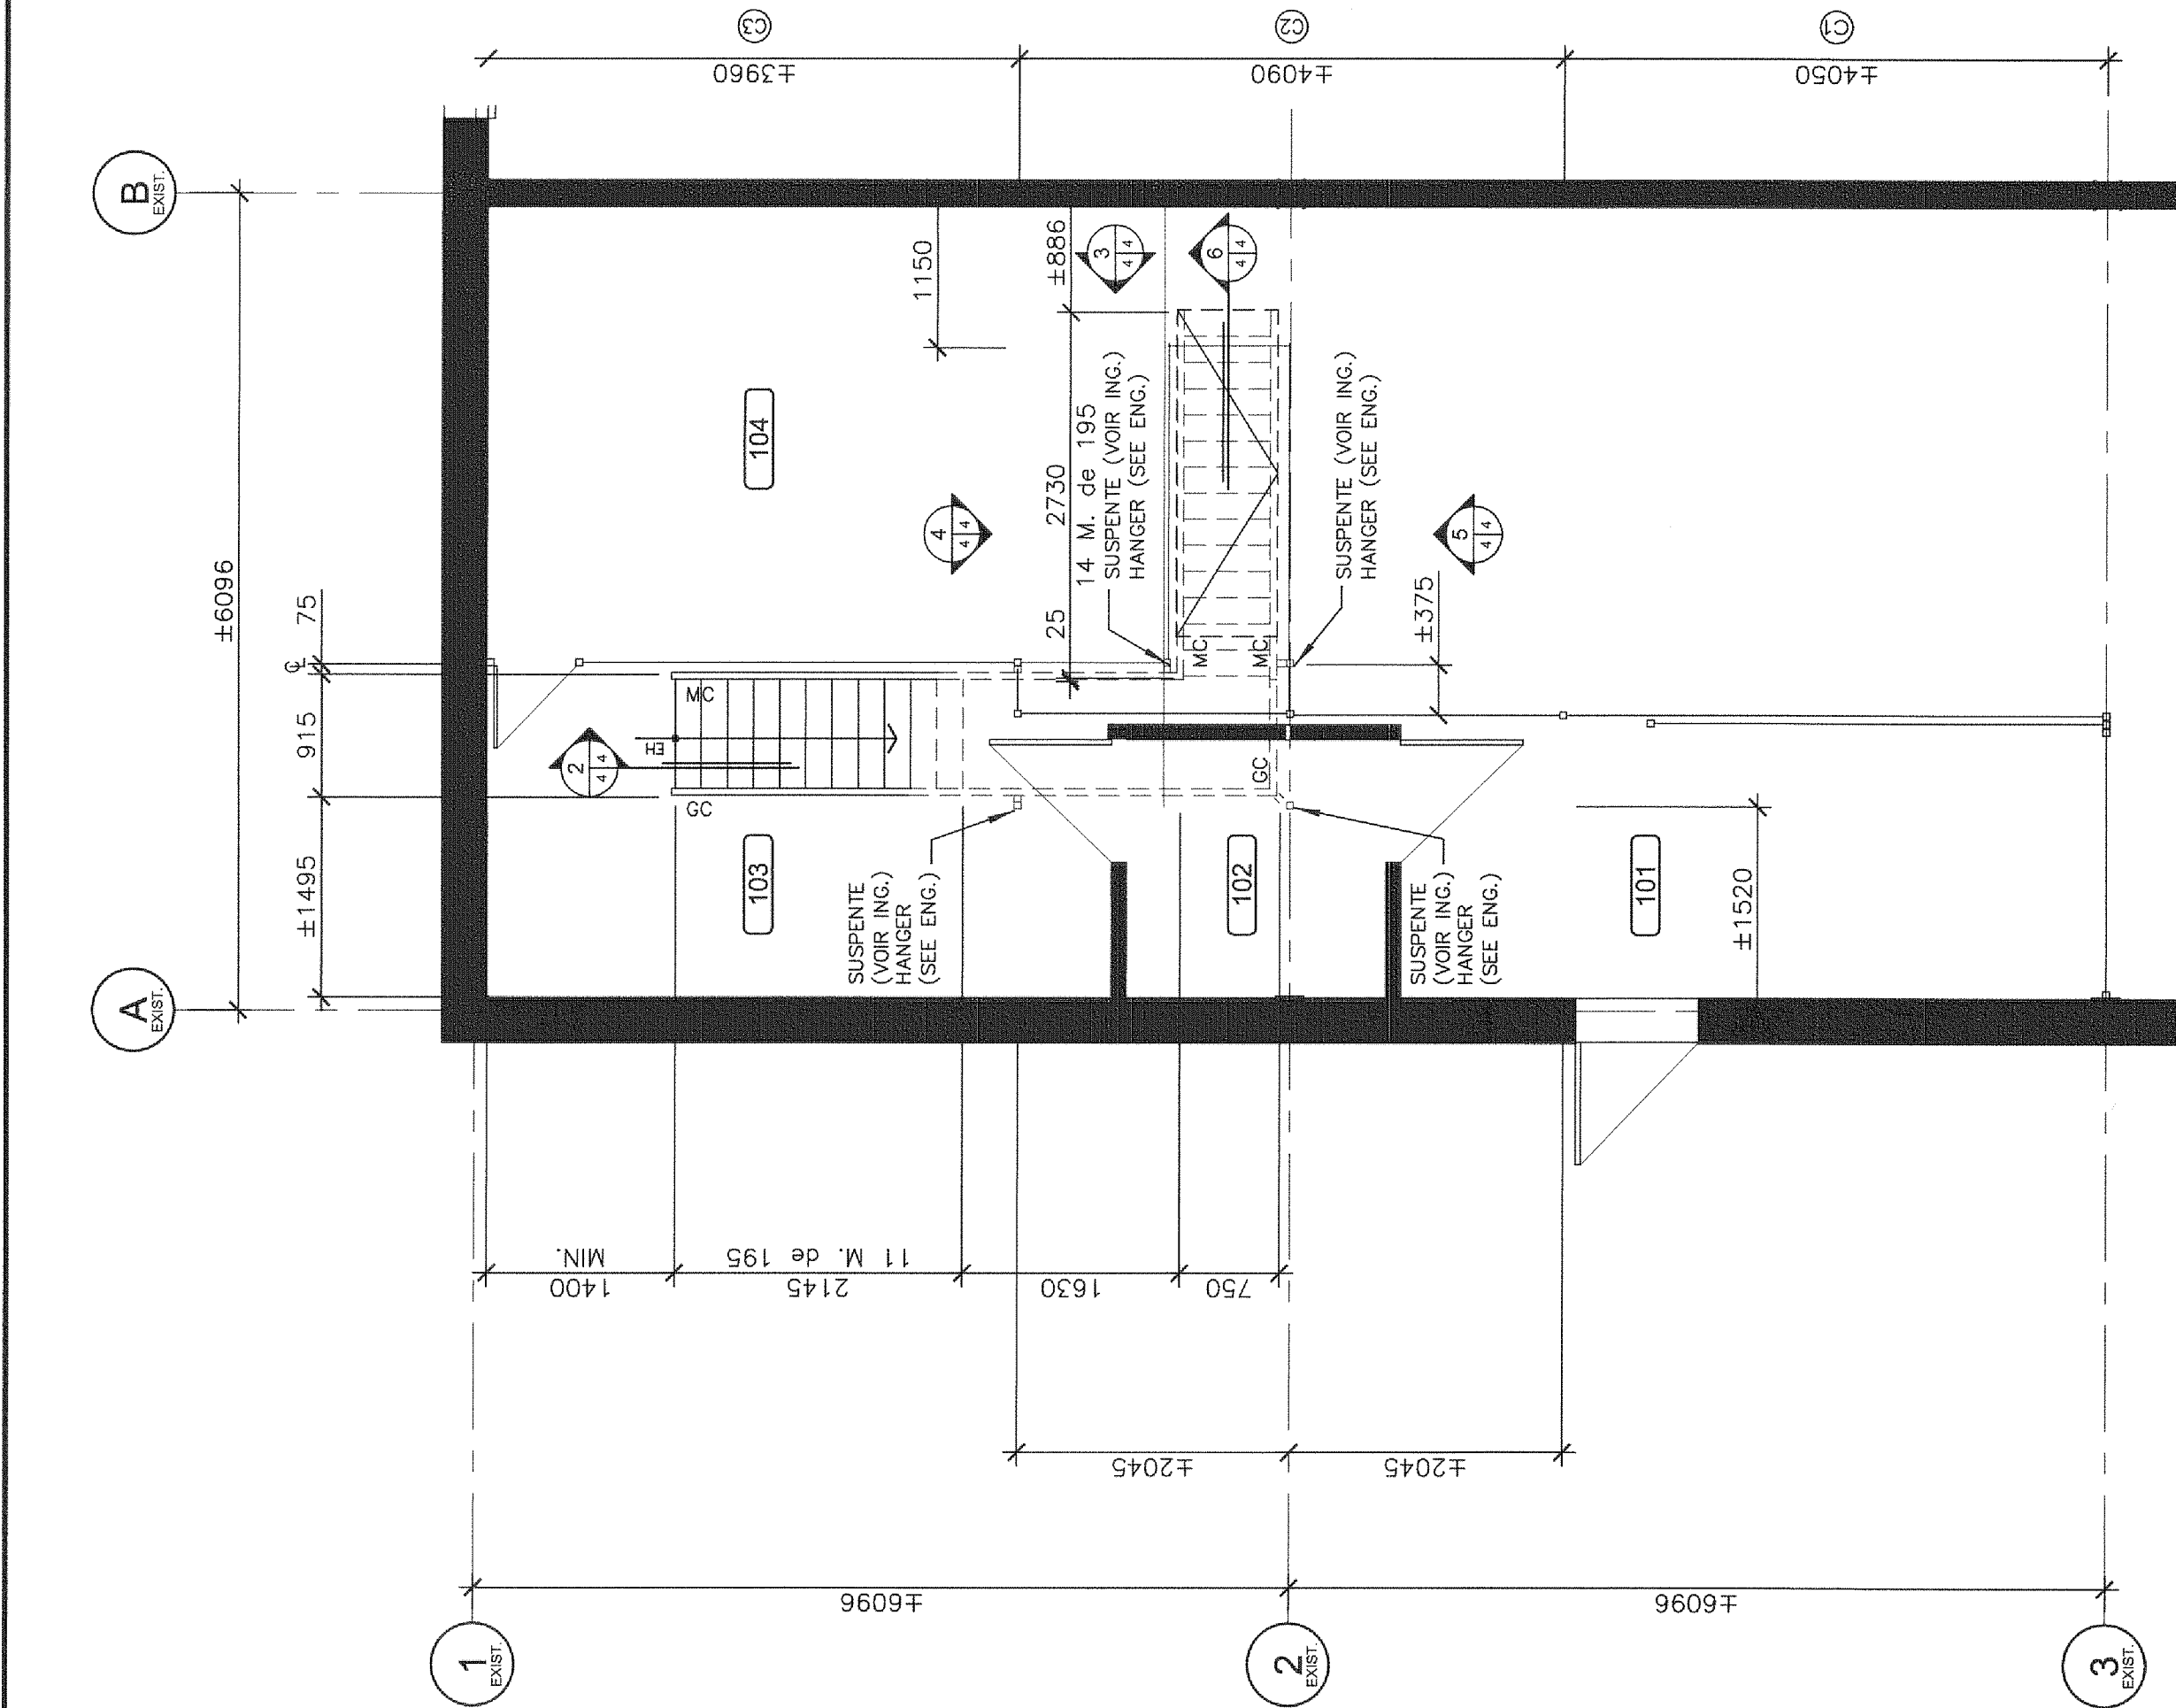 B
EXIST.
A
EXIST.
±6096
C3
C2
C1
±3960
±4090
±4050
℄
75
915
±1495
104
1150
±886
3
4 4
6
4 4
2730
14 M. de 195
25
SUSPENTE (VOIR ING.)
HANGER (SEE ENG.)
SUSPENTE (VOIR ING.)
HANGER (SEE ENG.)
4
4 4
5
4 4
±375
MC
MC
MC
EH
2
4 4
GC
GC
103
SUSPENTE
(VOIR ING.)
HANGER
(SEE ENG.)
102
SUSPENTE
(VOIR ING.)
HANGER
(SEE ENG.)
101
±1520
MIN.
1400
11 M. de 195
2145
1630
750
±2045
±2045
±6096
±6096
1
EXIST.
2
EXIST.
3
EXIST.